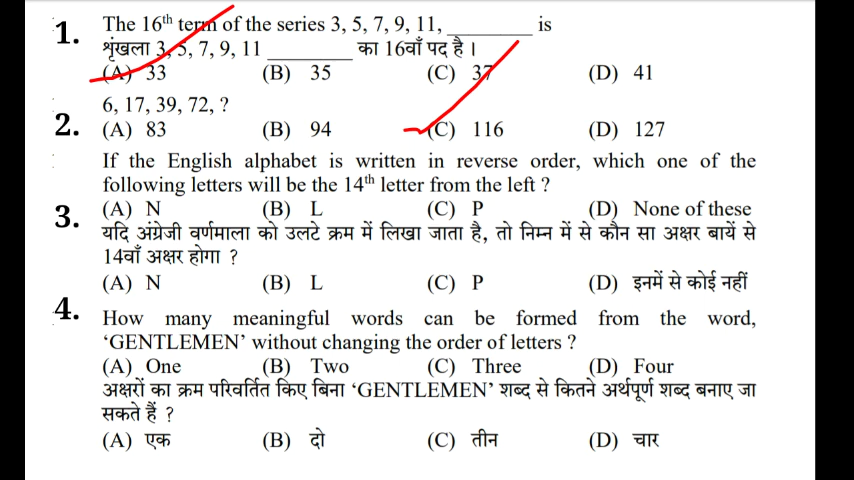 1. The 16th term of the series 3, 5, 7, 9, 11, ________ is
शृंखला 3, 5, 7, 9, 11 ________ का 16वाँ पद है ।
(A) 33 (B) 35 (C) 37 (D) 41
6, 17, 39, 72, ?
2. (A) 83 (B) 94 (C) 116 (D) 127
If the English alphabet is written in reverse order, which one of the
following letters will be the 14th letter from the left ?
3. (A) N (B) L (C) P (D) None of these
यदि अंग्रेजी वर्णमाला को उलटे क्रम में लिखा जाता है, तो निम्न में से कौन सा अक्षर बायें से
14वाँ अक्षर होगा ?
(A) N (B) L (C) P (D) इनमें से कोई नहीं
4. How many meaningful words can be formed from the word,
‘GENTLEMEN’ without changing the order of letters ?
(A) One (B) Two (C) Three (D) Four
अक्षरों का क्रम परिवर्तित किए बिना ‘GENTLEMEN’ शब्द से कितने अर्थपूर्ण शब्द बनाए जा
सकते हैं ?
(A) एक (B) दो (C) तीन (D) चार